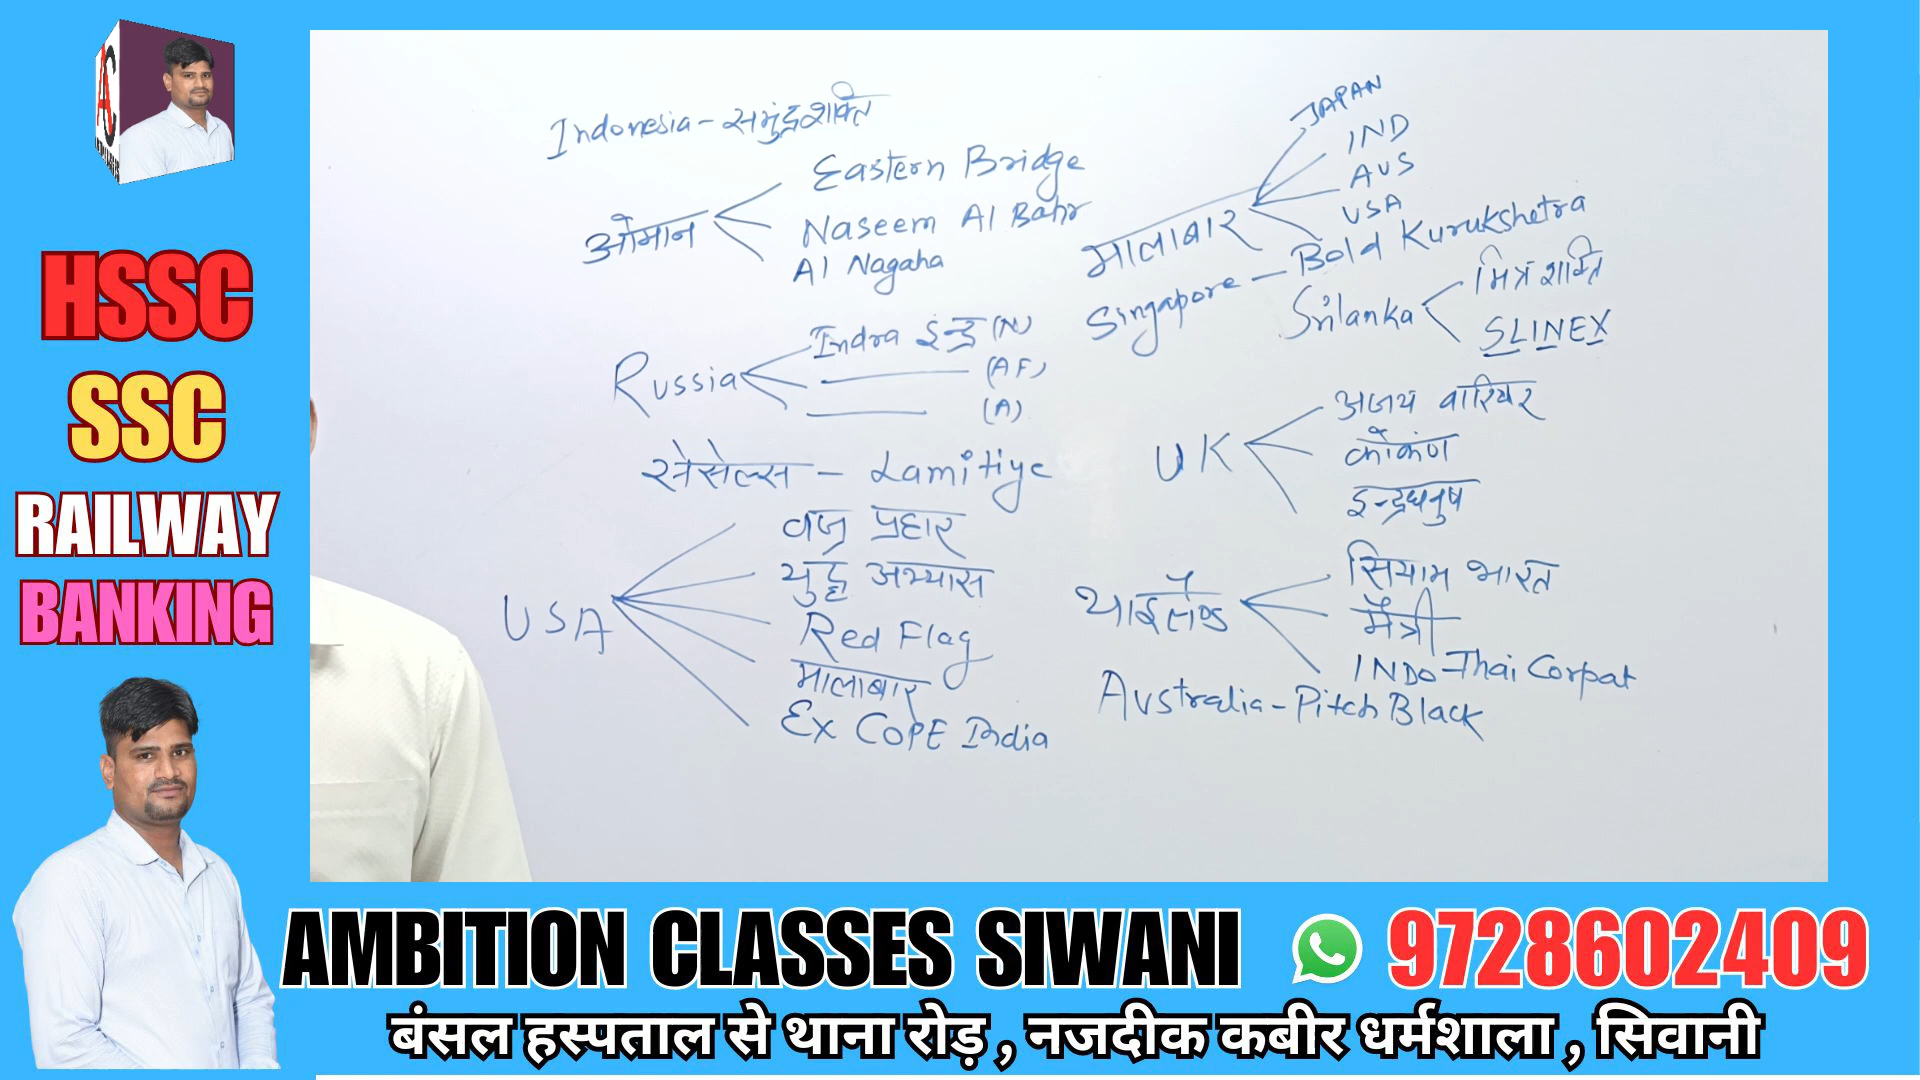 AC
HSSC
SSC
RAILWAY
BANKING
Indonesia - समुंद्रशक्ति
ओमान
Eastern Bridge
Naseem Al Bahr
Al Nagaha
Russia
Indra इन्द्र (N)
(AF)
(A)
सेसेल्स - Lamitiye
USA
वज्र प्रहार
युद्ध अभ्यास
Red Flag
मालाबार
Ex COPE India
मालाबार
JAPAN
IND
AUS
USA
Singapore - Bold Kurukshetra
Srilanka
मित्र शक्ति
SLINEX
UK
अजय वारियर
कोंकण
इन्द्रधनुष
थाईलैण्ड
सियाम भारत
मैत्री
INDO-Thai Corpat
Australia - Pitch Black
AMBITION CLASSES SIWANI 9728602409
बंसल हस्पताल से थाना रोड़ , नजदीक कबीर धर्मशाला , सिवानी